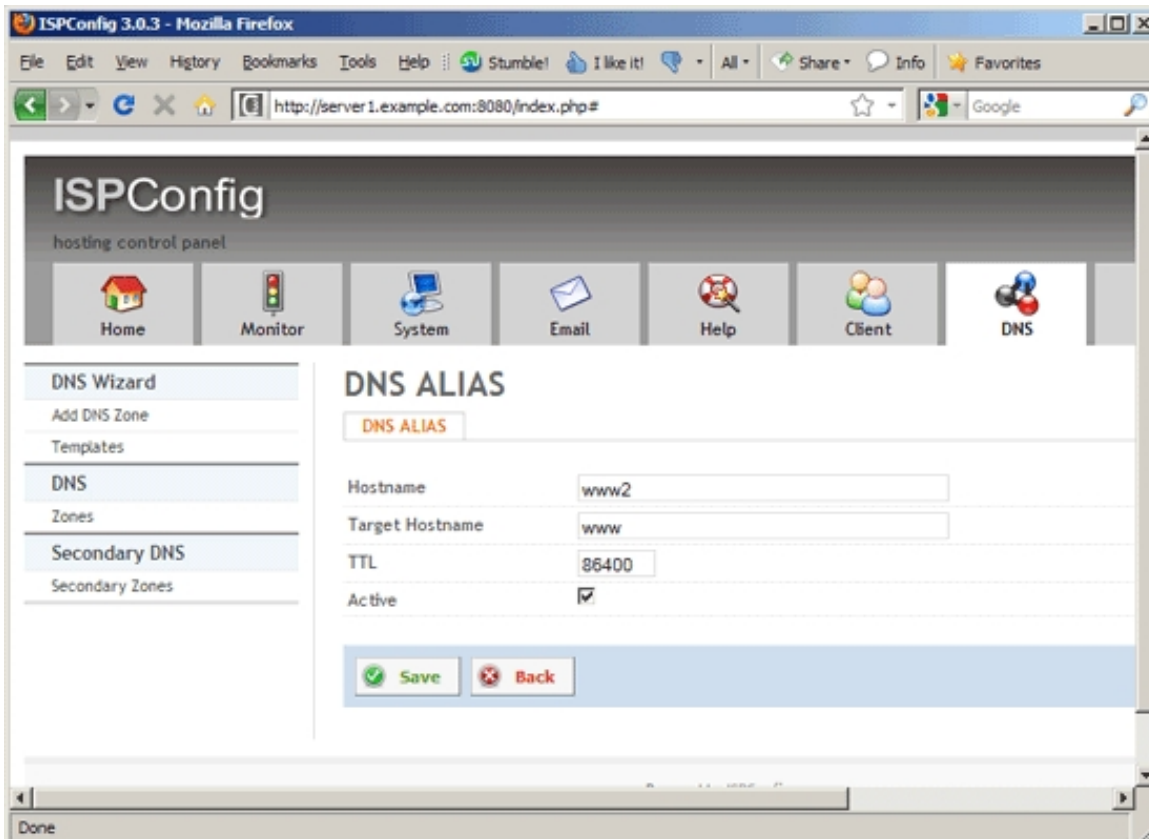 ISPConfig 3.0.3 - Mozilla Firefox
File Edit View History Bookmarks Tools Help Stumble! I like it! All Share Info Favorites
http://server1.example.com:8080/index.php# Google
ISPConfig
hosting control panel
Home Monitor System Email Help Client DNS
DNS Wizard
Add DNS Zone
Templates
DNS
Zones
Secondary DNS
Secondary Zones
DNS ALIAS
DNS ALIAS
Hostname www2
Target Hostname www
TTL 86400
Active
Save Back
Done